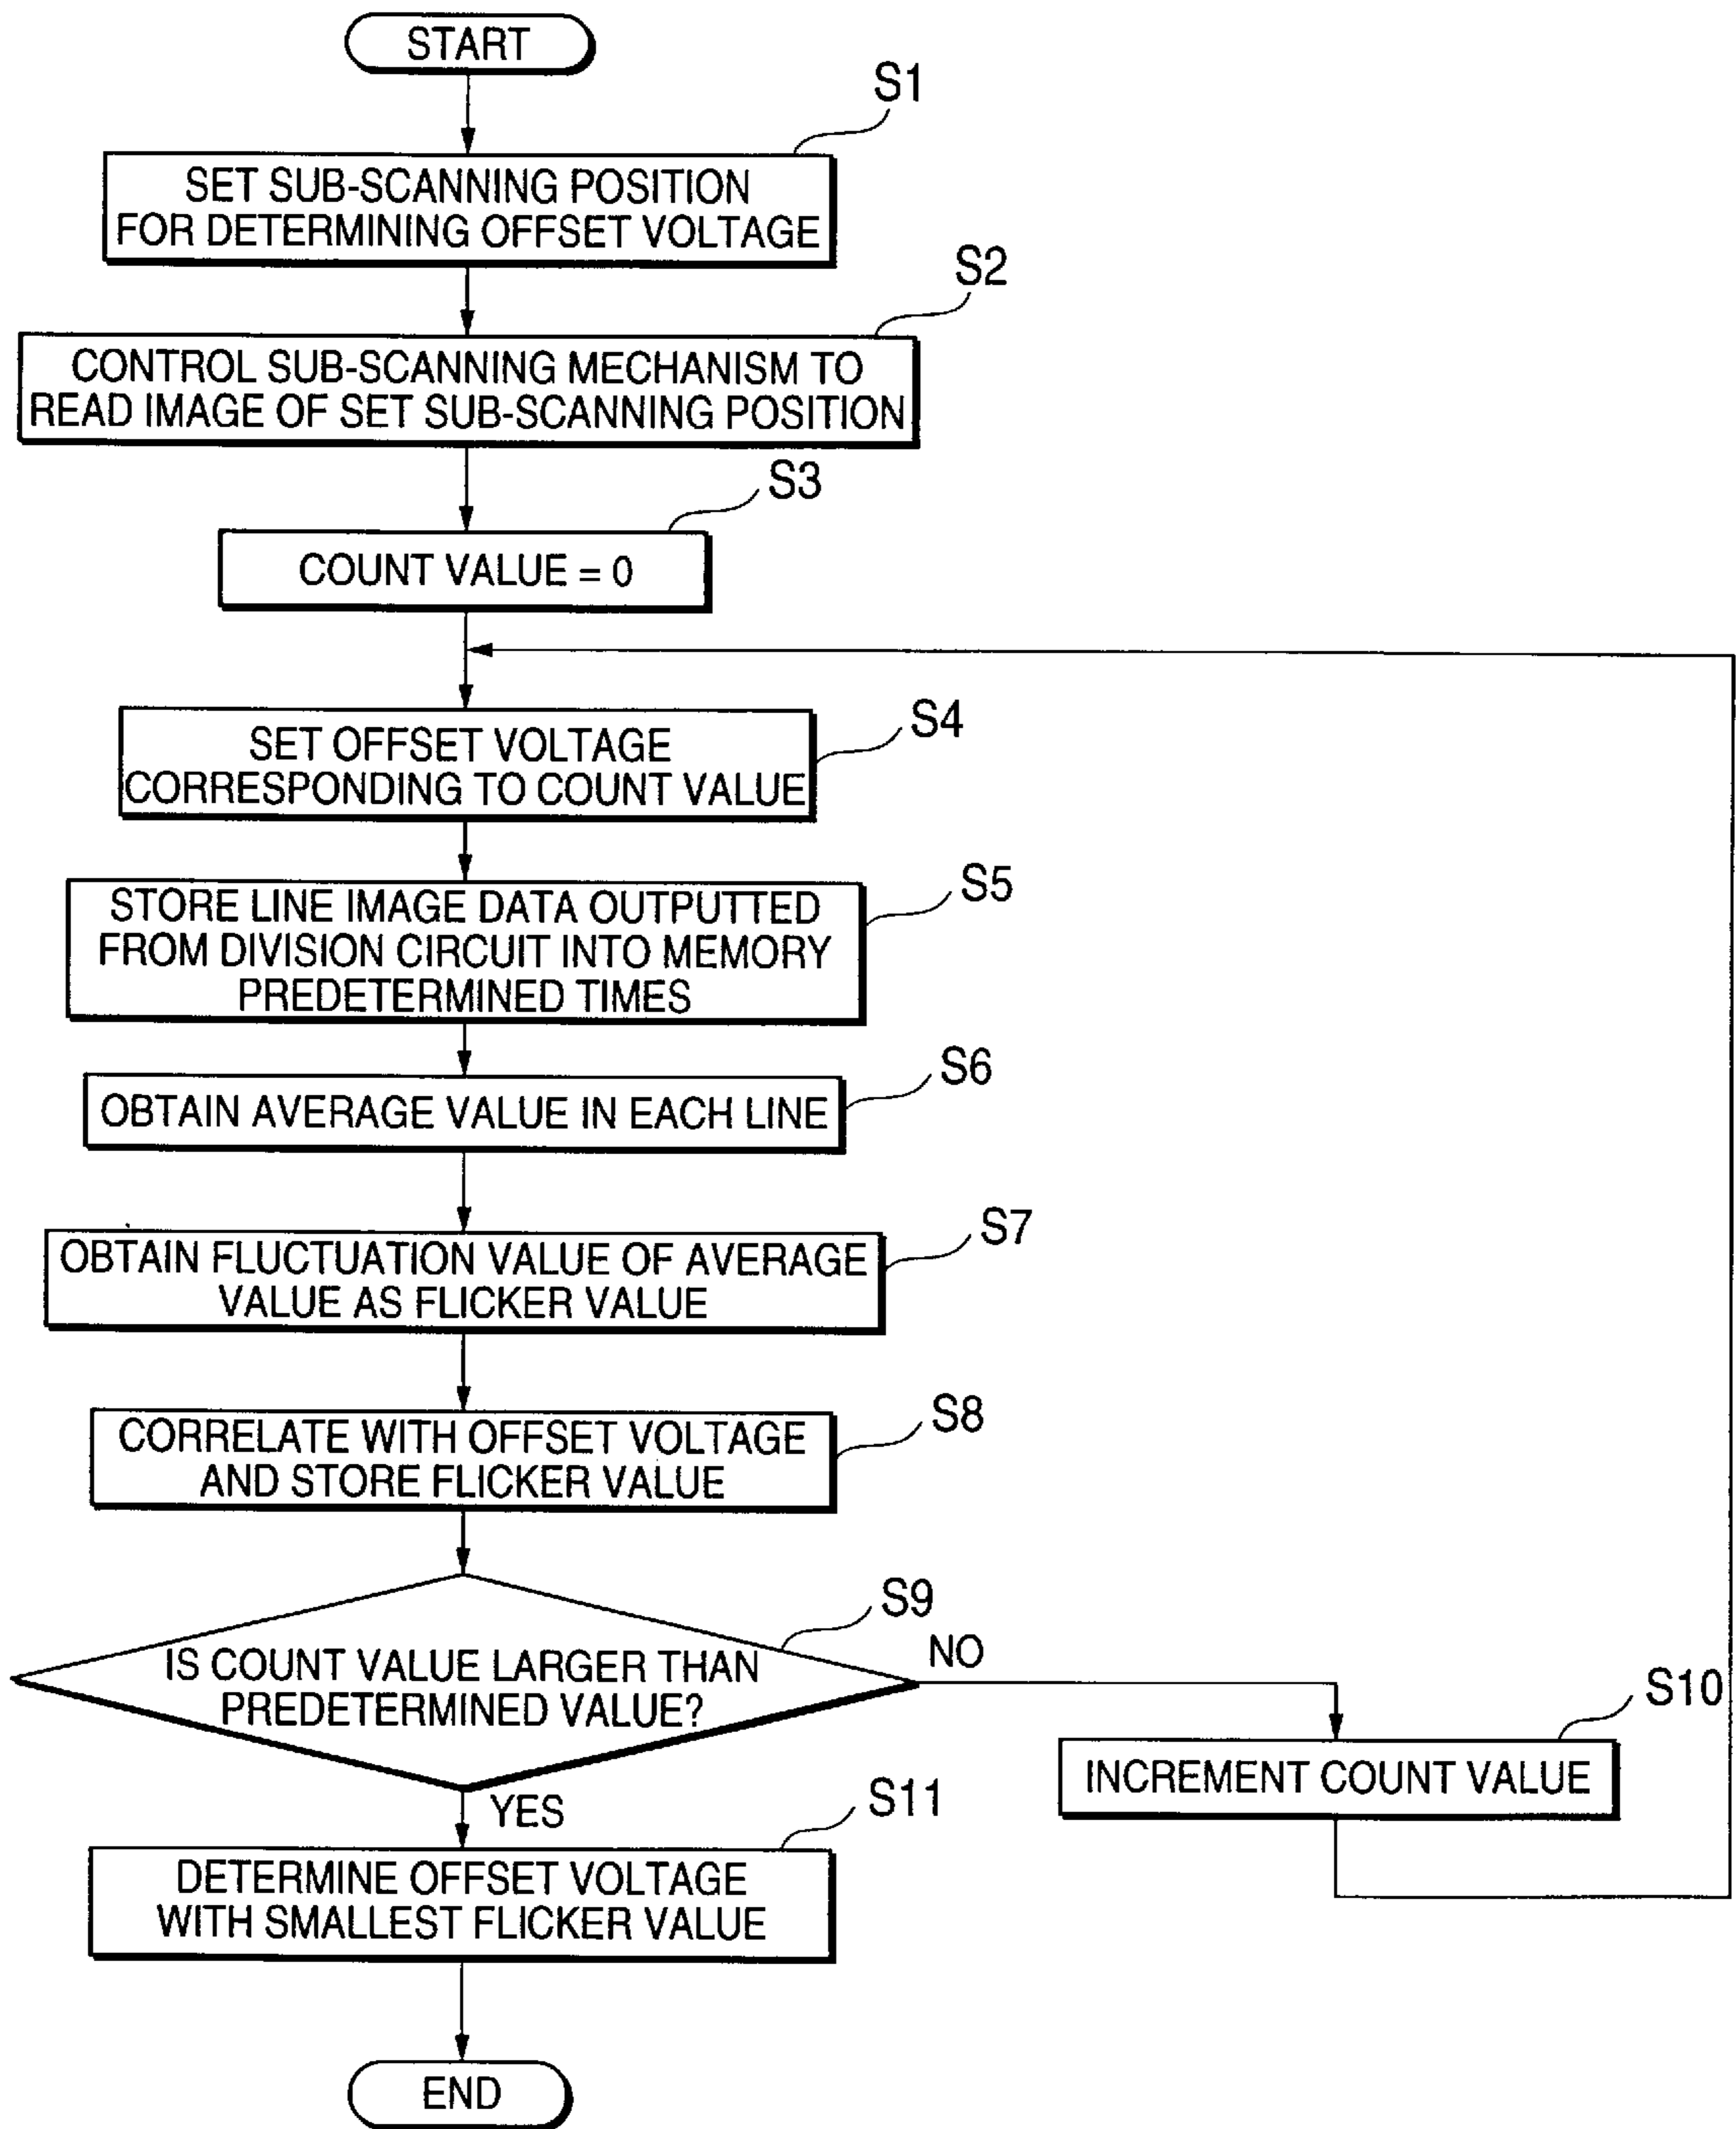 START
S1
SET SUB-SCANNING POSITION
FOR DETERMINING OFFSET VOLTAGE
S2
CONTROL SUB-SCANNING MECHANISM TO
READ IMAGE OF SET SUB-SCANNING POSITION
S3
COUNT VALUE = 0
S4
SET OFFSET VOLTAGE
CORRESPONDING TO COUNT VALUE
S5
STORE LINE IMAGE DATA OUTPUTTED
FROM DIVISION CIRCUIT INTO MEMORY
PREDETERMINED TIMES
S6
OBTAIN AVERAGE VALUE IN EACH LINE
S7
OBTAIN FLUCTUATION VALUE OF AVERAGE
VALUE AS FLICKER VALUE
S8
CORRELATE WITH OFFSET VOLTAGE
AND STORE FLICKER VALUE
S9
IS COUNT VALUE LARGER THAN
PREDETERMINED VALUE?
NO
S10
INCREMENT COUNT VALUE
YES
S11
DETERMINE OFFSET VOLTAGE
WITH SMALLEST FLICKER VALUE
END